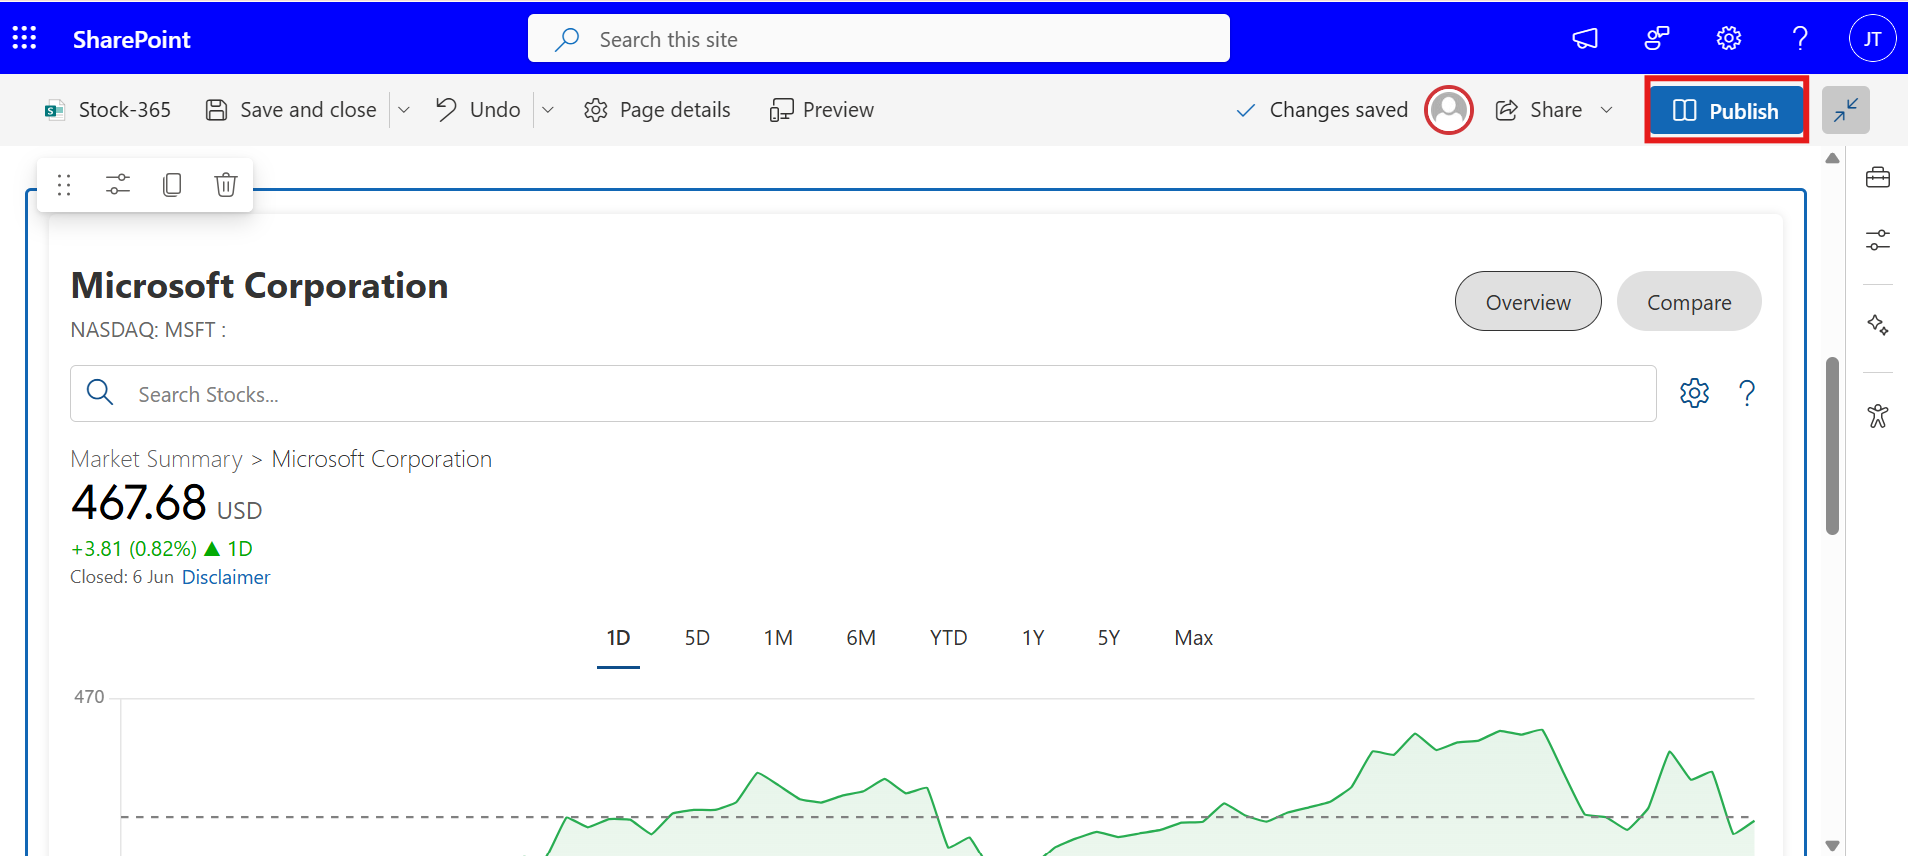 SharePoint
Search this site
?
JT
S
Stock-365
Save and close
Undo
Page details
Preview
Changes saved
Share
Publish
Microsoft Corporation
NASDAQ: MSFT :
Overview
Compare
Search Stocks...
?
Market Summary > Microsoft Corporation
467.68 USD
+3.81 (0.82%) ▲ 1D
Closed: 6 Jun Disclaimer
1D 5D 1M 6M YTD 1Y 5Y Max
470